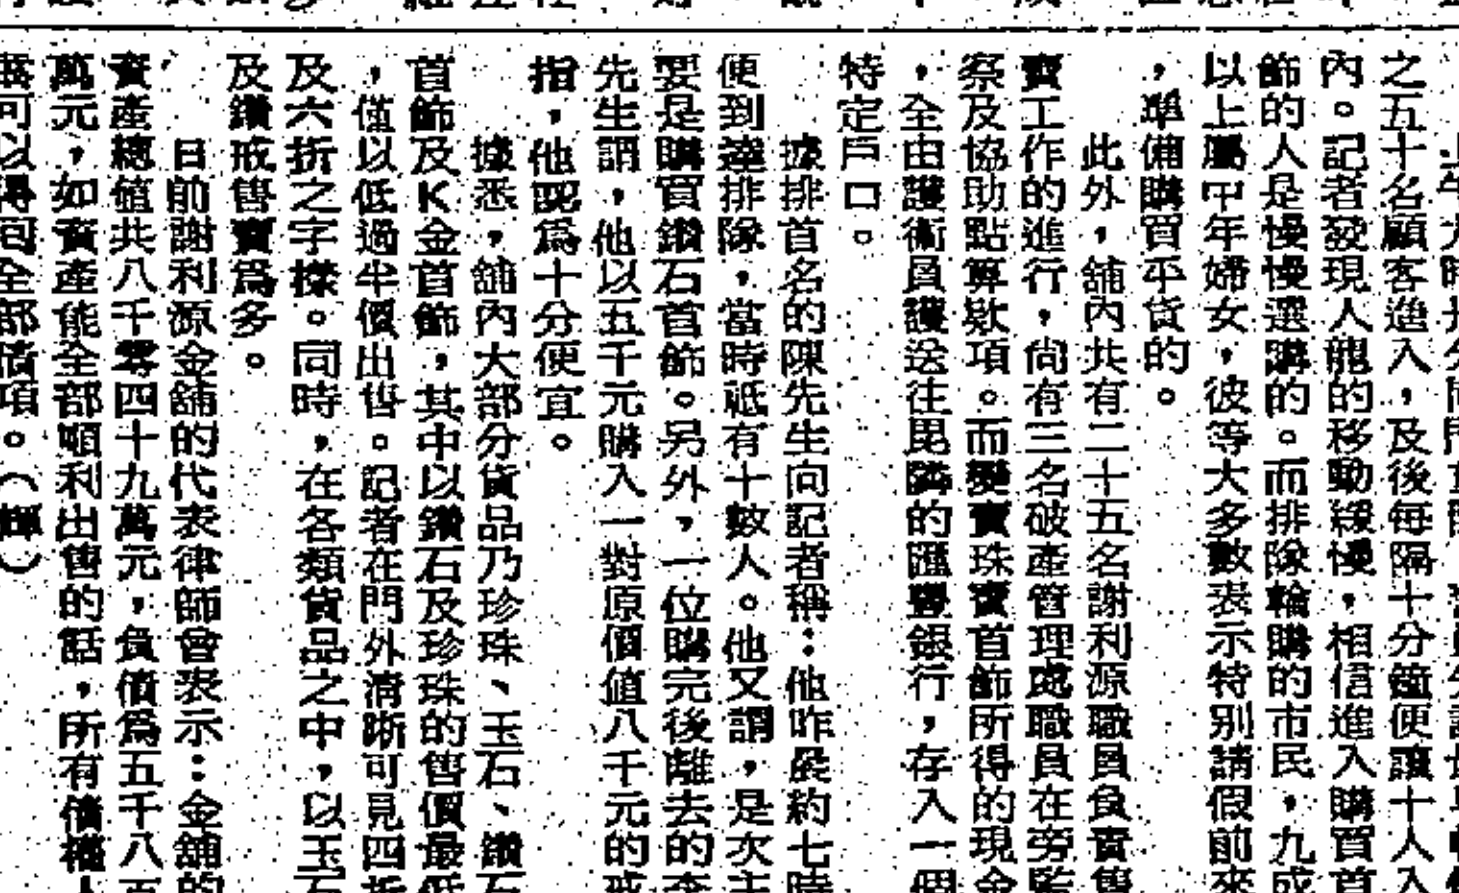 之五十名顧客進入，及後每隔十分鐘便讓十人入
內。記者發現人龍的移動緩慢，相信進入購買首
飾的人是慢慢選購的。而排隊輪購的市民，九成
以上屬中年婦女，彼等大多數表示特別請假前來
，準備購買平貨的。
此外，舖內共有二十五名謝利源職員負責售
賣工作的進行，尚有三名破產管理處職員在旁監
察及協助點算欵項。而變賣珠寶首飾所得的現金
，全由護衞員護送往毘隣的匯豐銀行，存入一個
特定戶口。
據排首名的陳先生向記者稱：他昨晨約七時
便到達排隊，當時祗有十數人。他又謂，是次主
要是購買鑽石首飾。另外，一位購完後離去的李
先生謂，他以五千元購入一對原價值八千元的戒
指，他認爲十分便宜。
據悉，舖內大部分貨品乃珍珠、玉石、鑽石
首飾及K金首飾，其中以鑽石及珍珠的售價最低
，僅以低過半價出售。記者在門外清晰可見四折
及六折之字樣。同時，在各類貨品之中，以玉石
及鑽戒售賣爲多。
日前謝利源金舖的代表律師曾表示：金舖的
資產總值共八千零四十九萬元，負債爲五千八百
萬元，如資產能全部順利出售的話，所有債權人
可以得回全部債項。（輝）